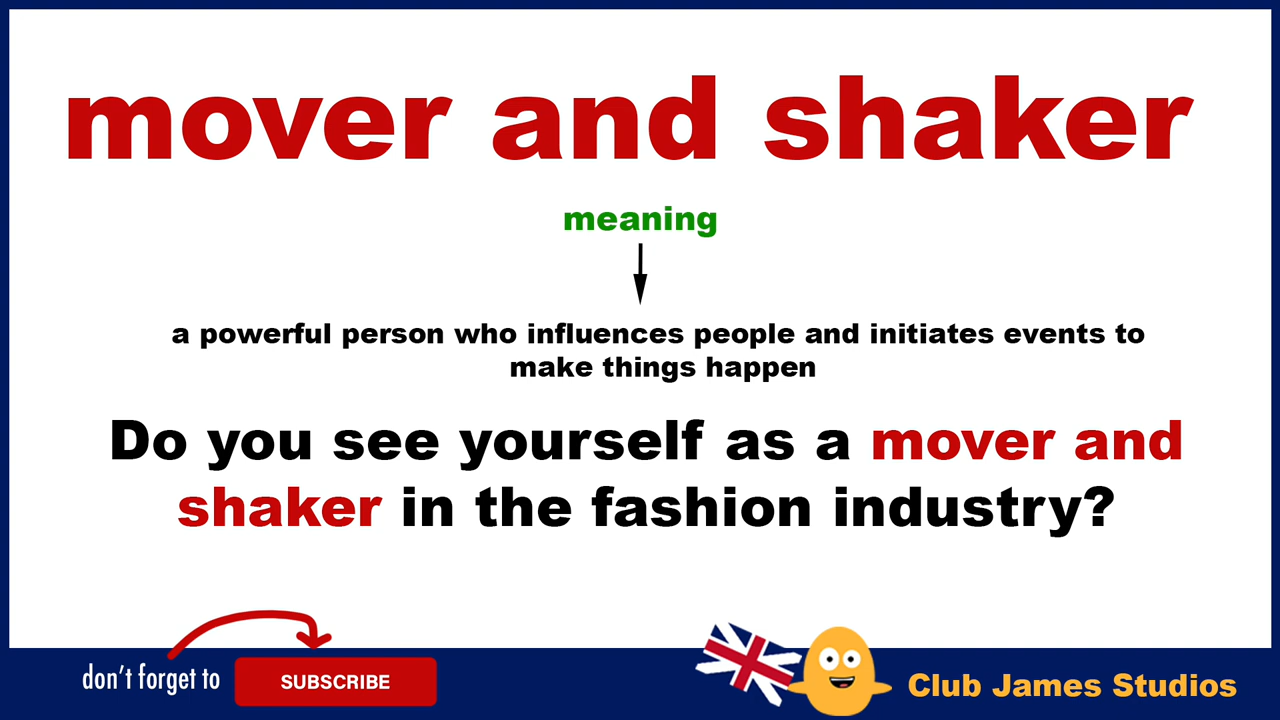 mover and shaker
meaning
a powerful person who influences people and initiates events to
make things happen
Do you see yourself as a mover and
shaker in the fashion industry?
don't forget to
SUBSCRIBE
Club James Studios